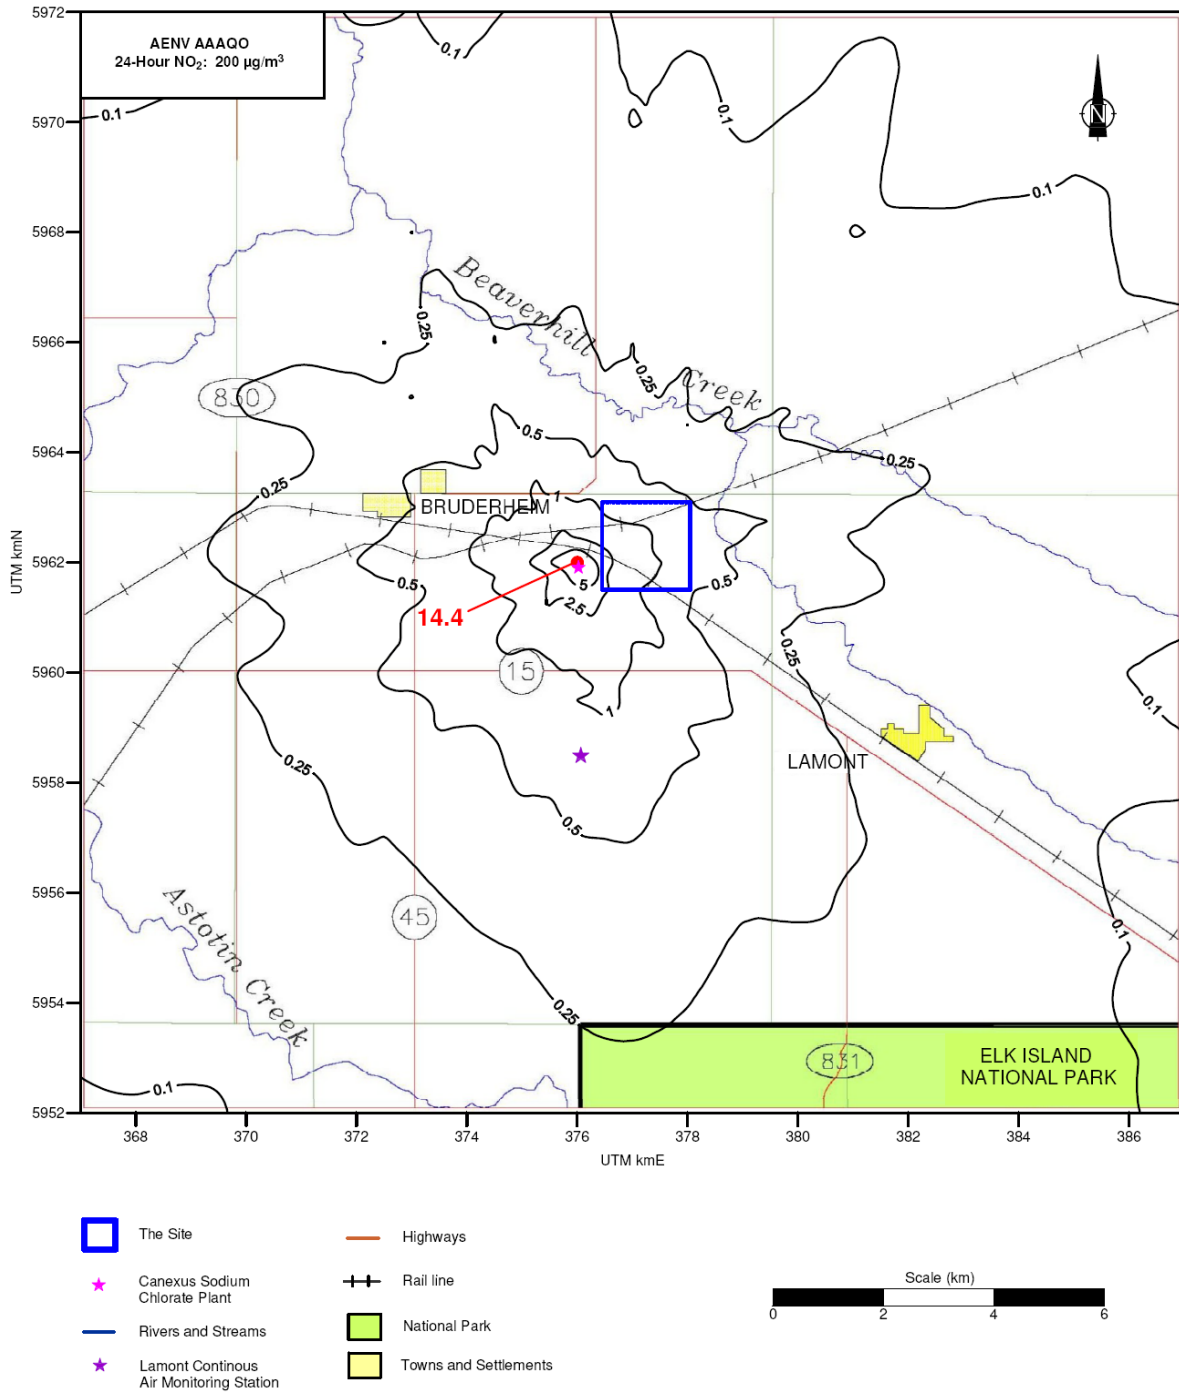 5972
AENV AAAQO
24-Hour NO₂: 200 µg/m³
0.1
0.1
0.1
5970
N
0.1
5968
Beaverhill Creek
0.25
5966
0.25
830
0.5
5964
0.25
0.25
1
BRUDERHEIM
UTM kmN
5962
0.5
5
0.5
2.5
14.4
5960
15
0.25
0.1
1
LAMONT
0.25
5958
0.5
5956
Astotin Creek
45
0.1
5954
0.25
831
ELK ISLAND
NATIONAL PARK
0.1
5952
368 370 372 374 376 378 380 382 384 386
UTM kmE
The Site
Highways
Canexus Sodium
Chlorate Plant
Rail line
Scale (km)
0 2 4 6
Rivers and Streams
National Park
Lamont Continous
Air Monitoring Station
Towns and Settlements